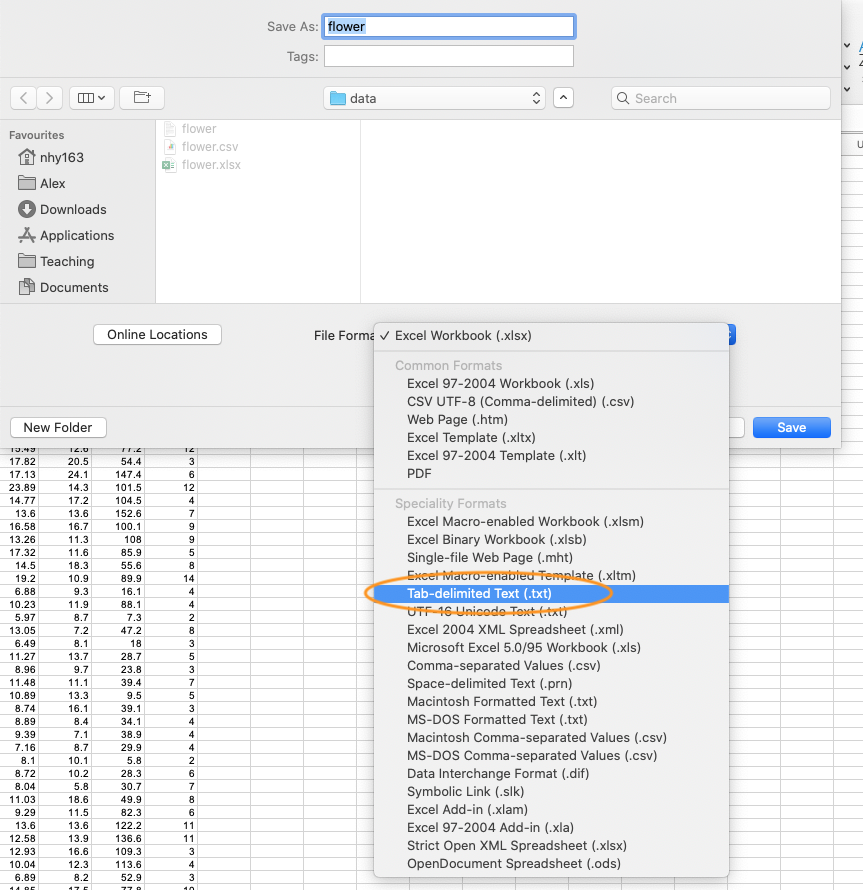 Save As: flower
Tags:
data
Search
Favourites
nhy163
Alex
Downloads
Applications
Teaching
Documents
flower
flower.csv
flower.xlsx
Online Locations
File Forma
✓ Excel Workbook (.xlsx)
Common Formats
Excel 97-2004 Workbook (.xls)
CSV UTF-8 (Comma-delimited) (.csv)
Web Page (.htm)
Excel Template (.xltx)
Excel 97-2004 Template (.xlt)
PDF
Speciality Formats
Excel Macro-enabled Workbook (.xlsm)
Excel Binary Workbook (.xlsb)
Single-file Web Page (.mht)
Excel Macro-enabled Template (.xltm)
Tab-delimited Text (.txt)
UTF-16 Unicode Text (.txt)
Excel 2004 XML Spreadsheet (.xml)
Microsoft Excel 5.0/95 Workbook (.xls)
Comma-separated Values (.csv)
Space-delimited Text (.prn)
Macintosh Formatted Text (.txt)
MS-DOS Formatted Text (.txt)
Macintosh Comma-separated Values (.csv)
MS-DOS Comma-separated Values (.csv)
Data Interchange Format (.dif)
Symbolic Link (.slk)
Excel Add-in (.xlam)
Excel 97-2004 Add-in (.xla)
Strict Open XML Spreadsheet (.xlsx)
OpenDocument Spreadsheet (.ods)
New Folder
Save
15.49 12.6 77.2 12
17.82 20.5 54.4 3
17.13 24.1 147.4 6
23.89 14.3 101.5 12
14.77 17.2 104.5 4
13.6 13.6 152.6 7
16.58 16.7 100.1 9
13.26 11.3 108 9
17.32 11.6 85.9 5
14.5 18.3 55.6 8
19.2 10.9 89.9 14
6.88 9.3 16.1 4
10.23 11.9 88.1 4
5.97 8.7 7.3 2
13.05 7.2 47.2 8
6.49 8.1 18 3
11.27 13.7 28.7 5
8.96 9.7 23.8 3
11.48 11.1 39.4 7
10.89 13.3 9.5 5
8.74 16.1 39.1 3
8.89 8.4 34.1 4
9.39 7.1 38.9 4
7.16 8.7 29.9 4
8.1 10.1 5.8 2
8.72 10.2 28.3 6
8.04 5.8 30.7 7
11.03 18.6 49.9 8
9.29 11.5 82.3 6
13.6 13.6 122.2 11
12.58 13.9 136.6 11
12.93 16.6 109.3 3
10.04 12.3 113.6 4
6.89 8.2 52.9 3
14.85 17.5 77.8 10